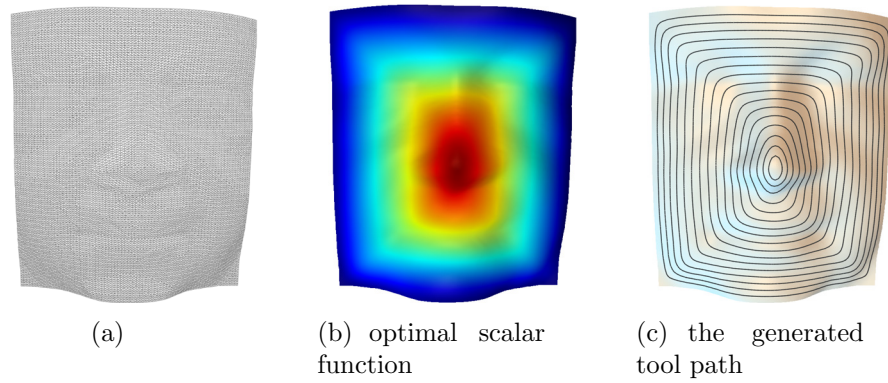 (a)
(b) optimal scalar
function
(c) the generated
tool path